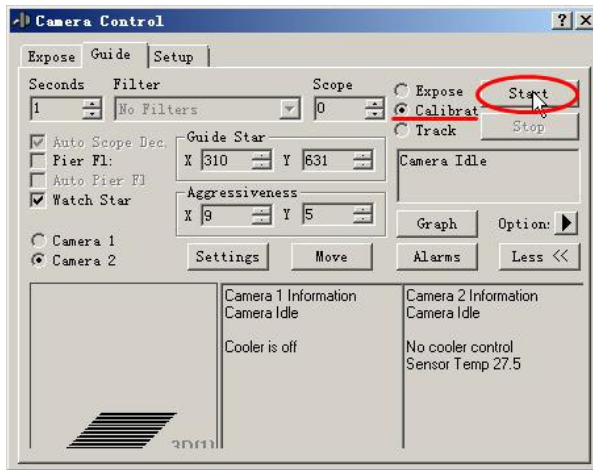 Camera Control
Expose Guide Setup
Seconds Filter Scope
1 No Filters 0
Expose
Calibrat
Track
Start
Stop
Auto Scope Dec.
Pier Fl:
Auto Pier Fl
Watch Star
Guide Star
X 310 Y 631
Aggressiveness
X 9 Y 5
Camera Idle
Camera 1
Camera 2
Settings Move
Graph Option:
Alarms Less <<
Camera 1 Information
Camera Idle
Cooler is off
Camera 2 Information
Camera Idle
No cooler control
Sensor Temp 27.5